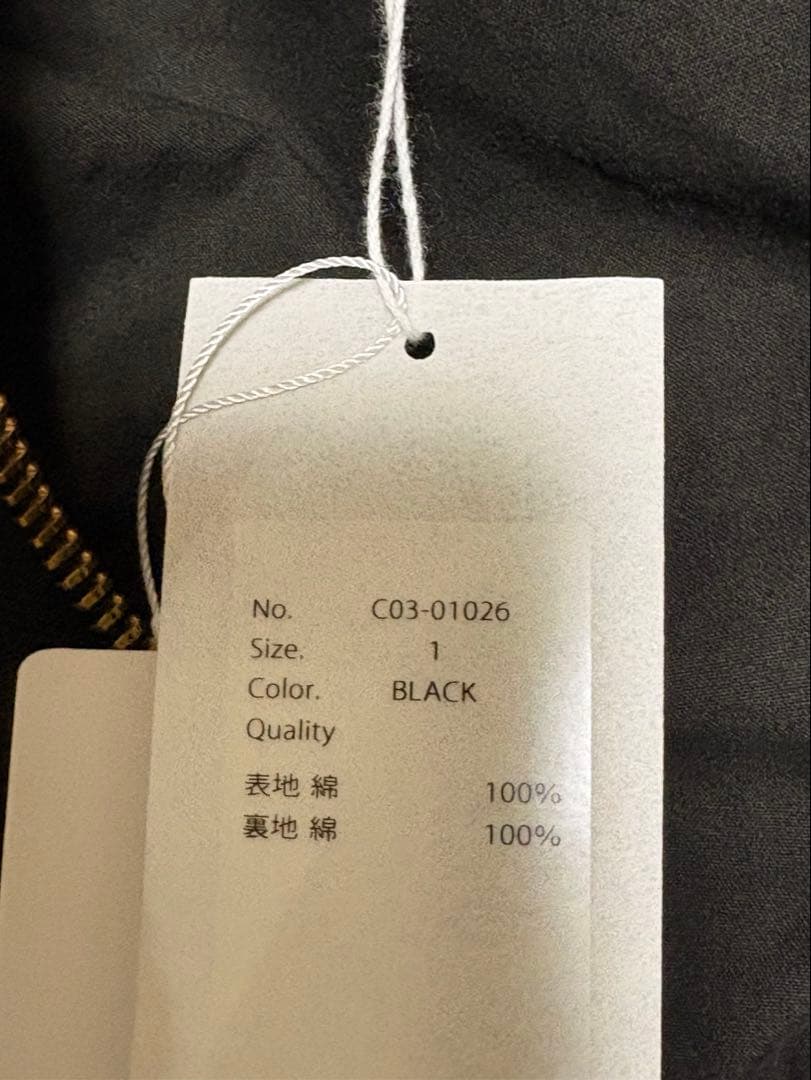 No. C03-01026
Size. 1
Color. BLACK
Quality
表地 綿 100%
裏地 綿 100%